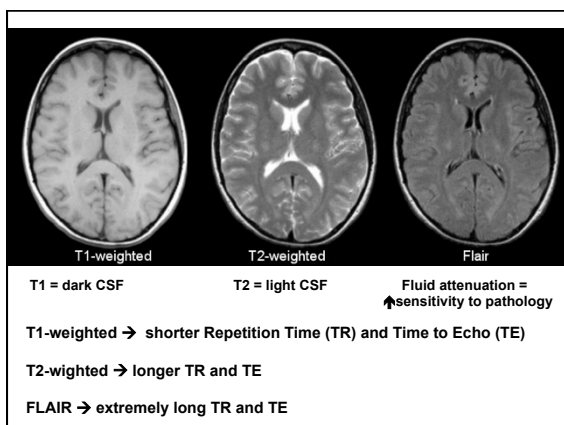 T1-weighted T2-weighted Flair
T1 = dark CSF T2 = light CSF Fluid attenuation =
↑sensitivity to pathology
T1-weighted → shorter Repetition Time (TR) and Time to Echo (TE)
T2-wighted → longer TR and TE
FLAIR → extremely long TR and TE